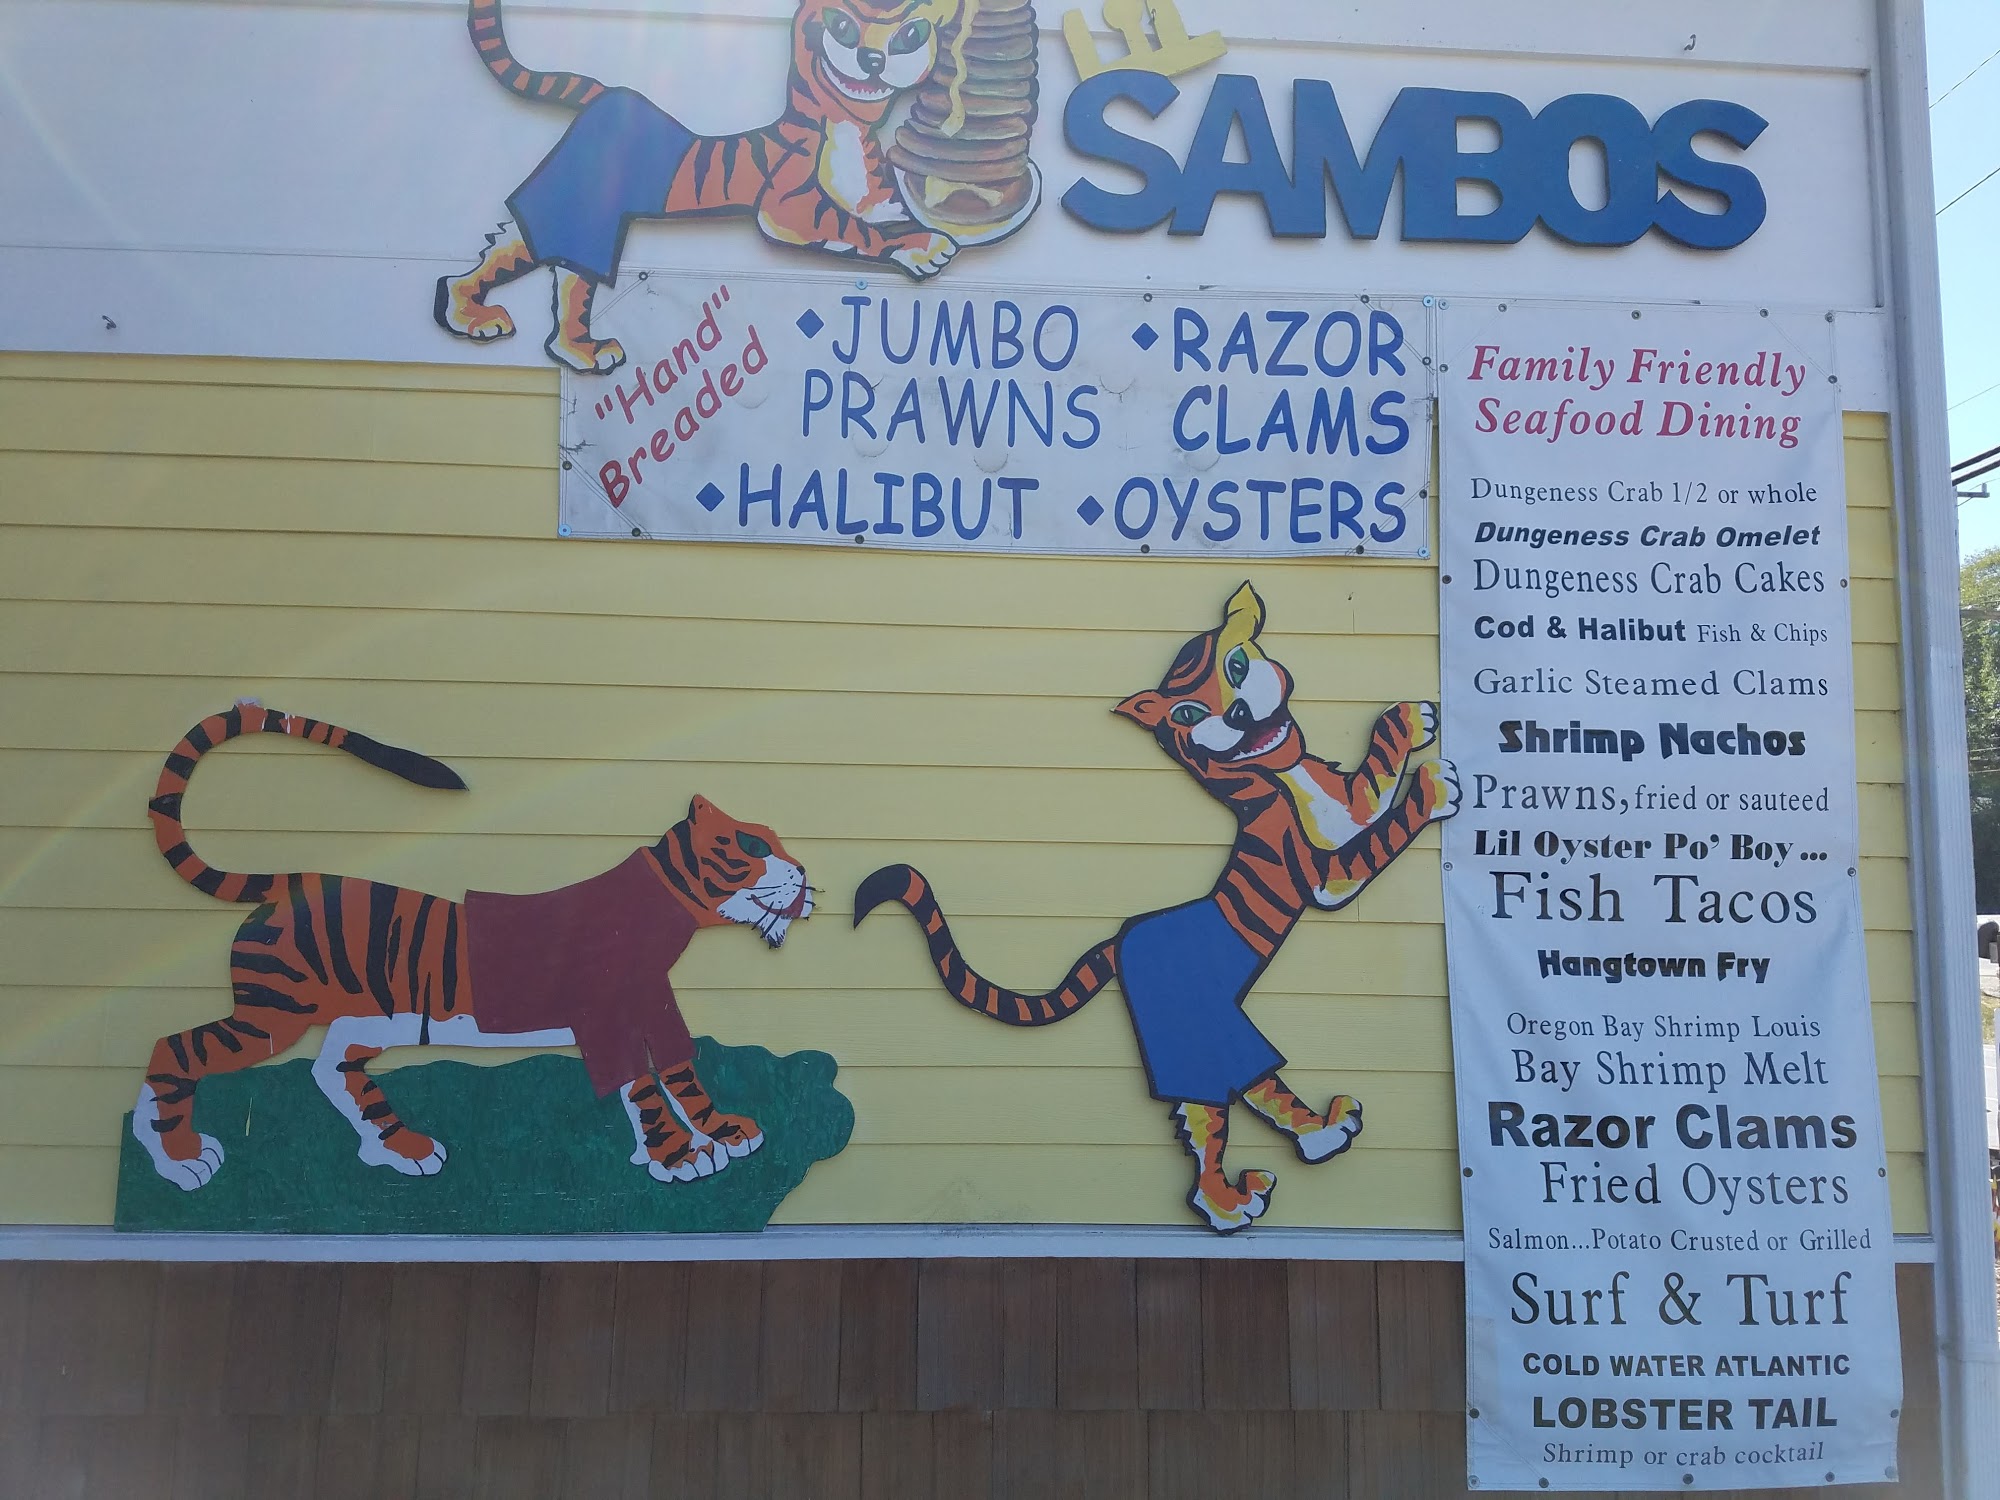 LIL
SAMBOS
"Hand"
Breaded
◆JUMBO
PRAWNS
◆RAZOR
CLAMS
◆HALIBUT ◆OYSTERS
Family Friendly
Seafood Dining
Dungeness Crab 1/2 or whole
Dungeness Crab Omelet
Dungeness Crab Cakes
Cod & Halibut Fish & Chips
Garlic Steamed Clams
Shrimp Nachos
Prawns, fried or sauteed
Lil Oyster Po' Boy ...
Fish Tacos
Hangtown Fry
Oregon Bay Shrimp Louis
Bay Shrimp Melt
Razor Clams
Fried Oysters
Salmon...Potato Crusted or Grilled
Surf & Turf
COLD WATER ATLANTIC
LOBSTER TAIL
Shrimp or crab cocktail